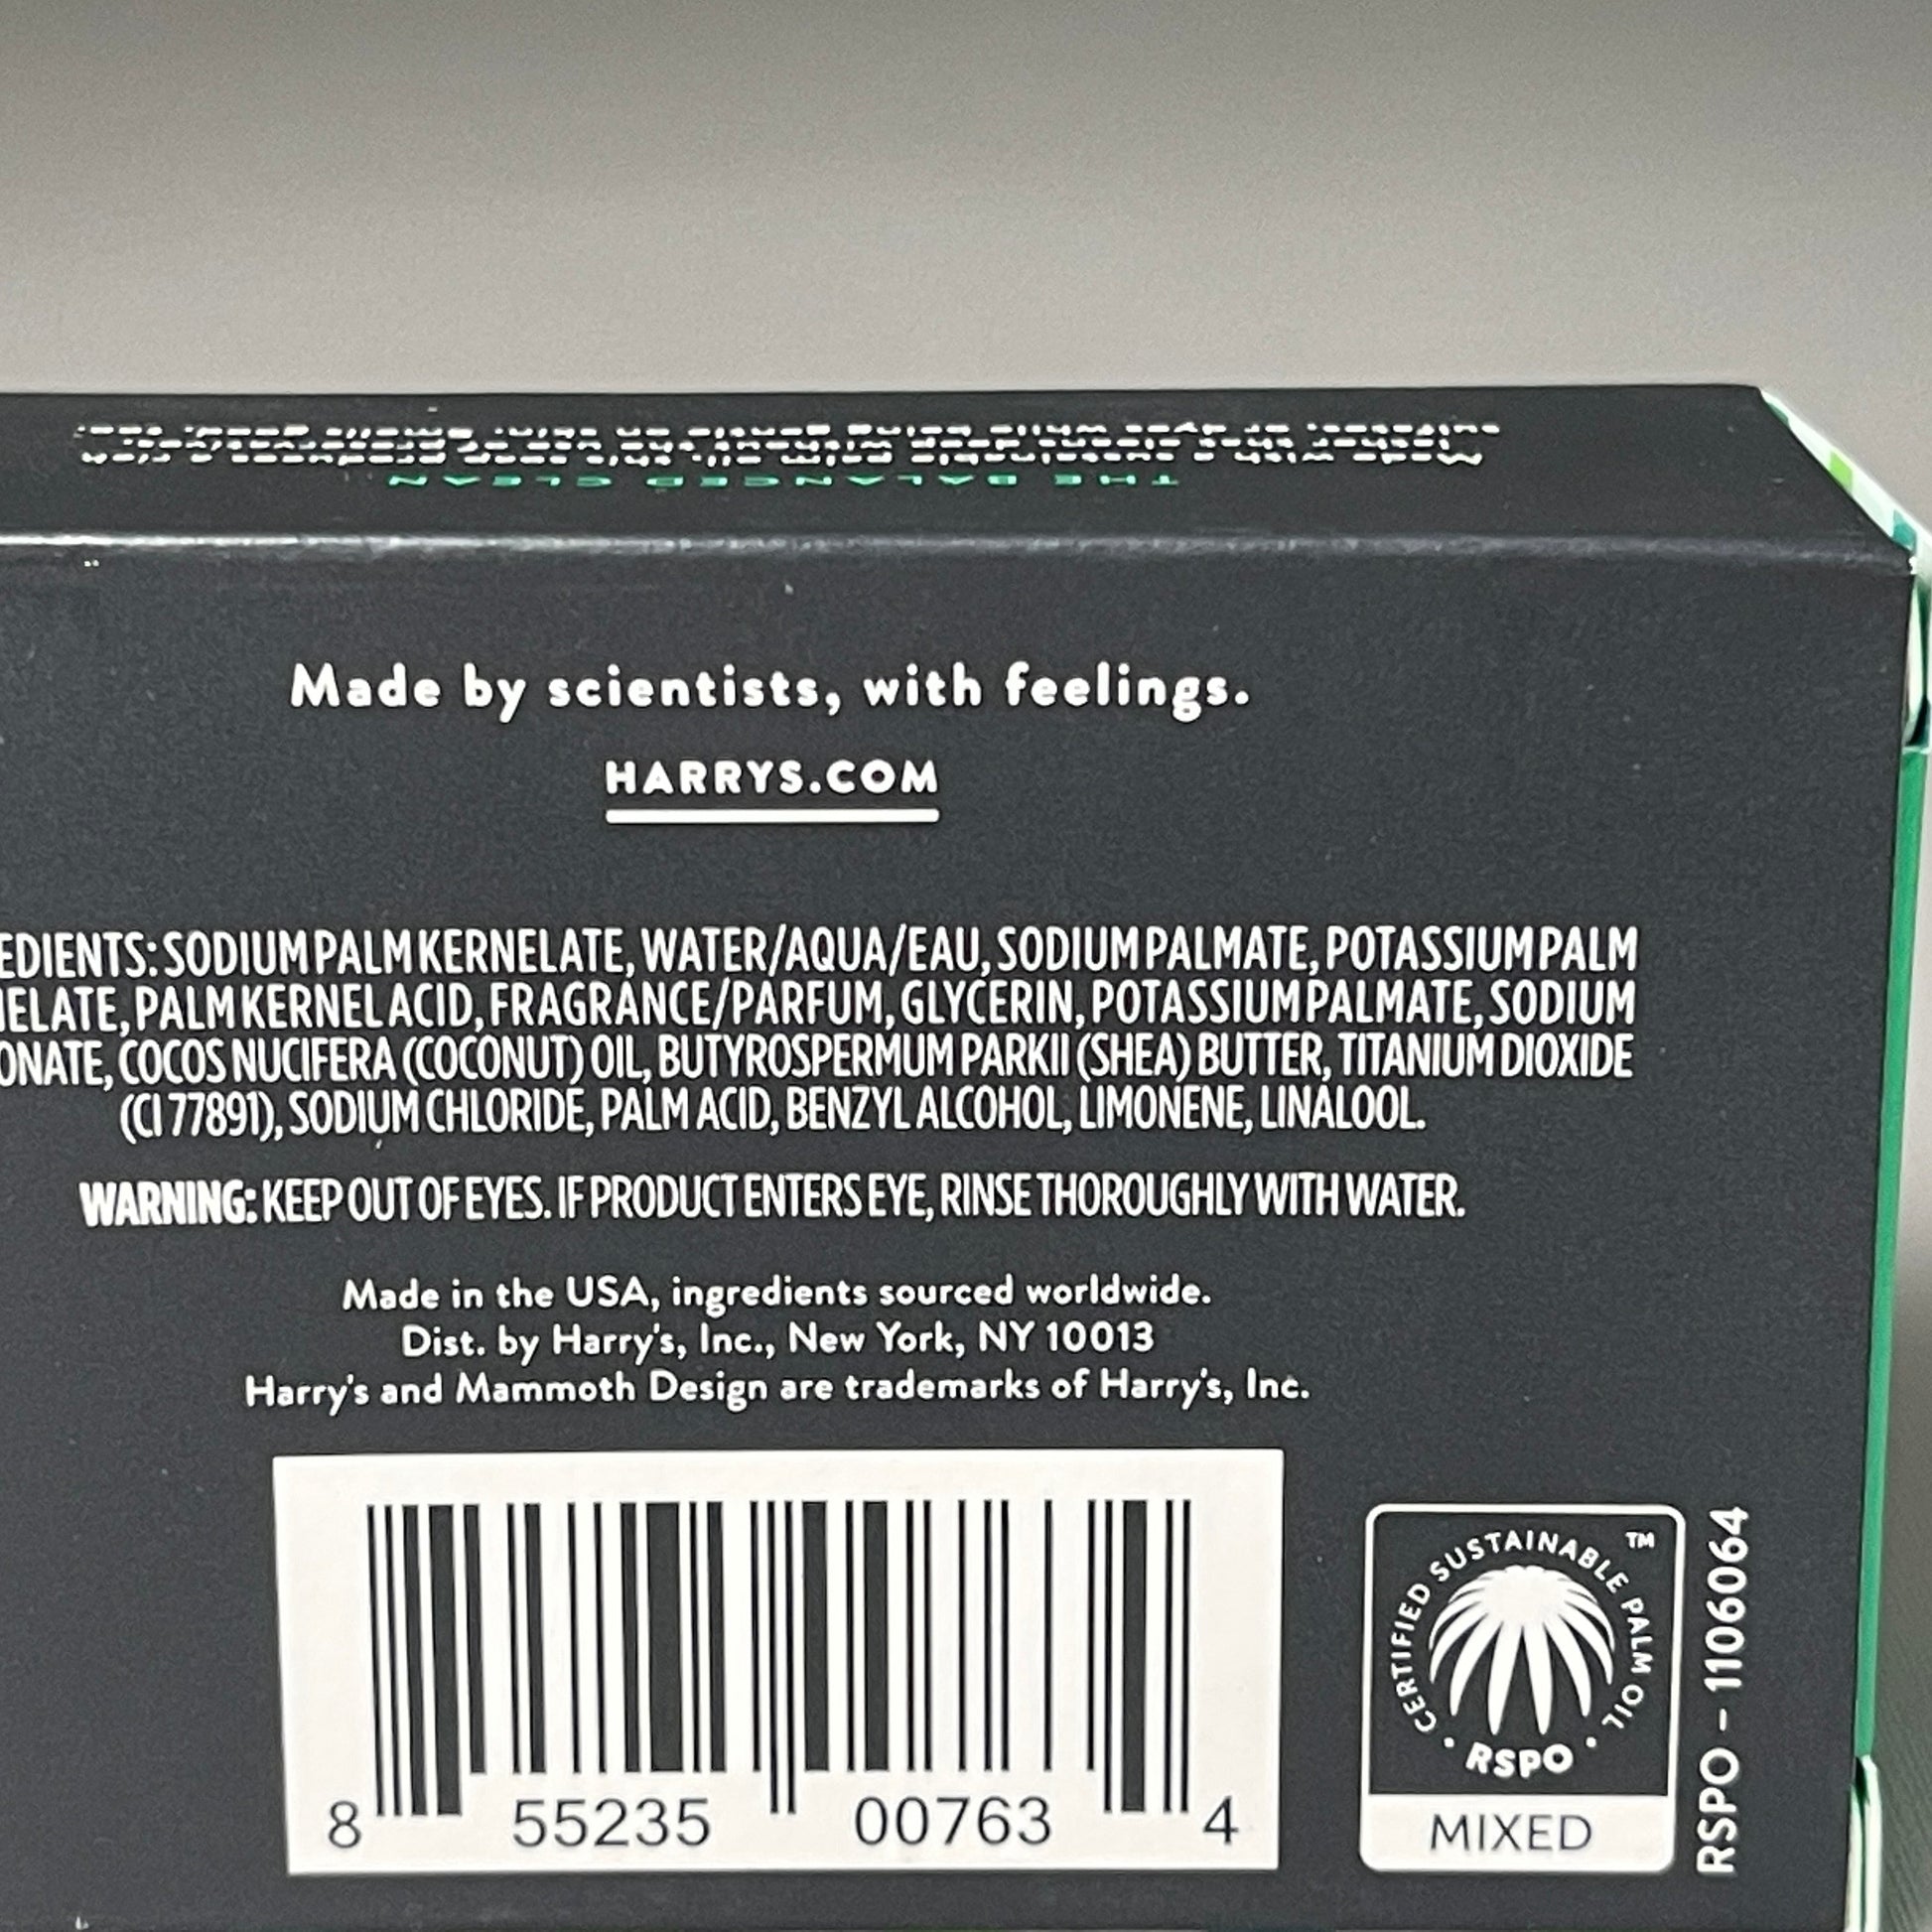 THE BALANCED CLEAN
Made by scientists, with feelings.
HARRYS.COM
EDIENTS: SODIUM PALM KERNELATE, WATER/AQUA/EAU, SODIUM PALMATE, POTASSIUM PALM
ELATE, PALM KERNEL ACID, FRAGRANCE/PARFUM, GLYCERIN, POTASSIUM PALMATE, SODIUM
ONATE, COCOS NUCIFERA (COCONUT) OIL, BUTYROSPERMUM PARKII (SHEA) BUTTER, TITANIUM DIOXIDE
(CI 77891), SODIUM CHLORIDE, PALM ACID, BENZYL ALCOHOL, LIMONENE, LINALOOL.
WARNING: KEEP OUT OF EYES. IF PRODUCT ENTERS EYE, RINSE THOROUGHLY WITH WATER.
Made in the USA, ingredients sourced worldwide.
Dist. by Harry's, Inc., New York, NY 10013
Harry's and Mammoth Design are trademarks of Harry's, Inc.
8 55235 00763 4
CERTIFIED SUSTAINABLE PALM OIL TM
· RSPO ·
MIXED
RSPO – 1106064